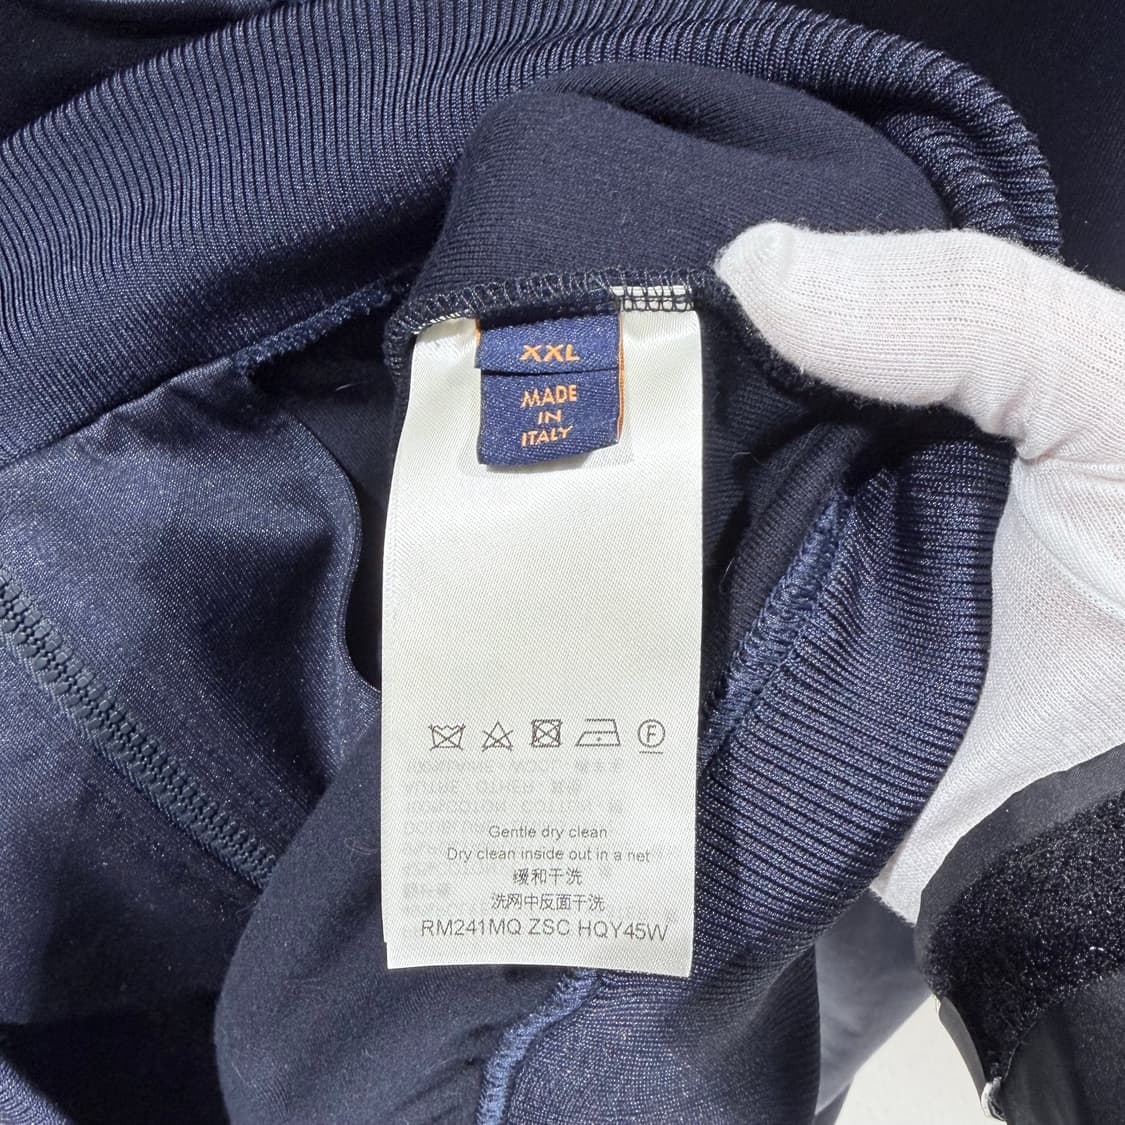 XXL
MADE
IN
ITALY
F
Gentle dry clean
Dry clean inside out in a net
缓和干洗
洗网中反面干洗
RM241MQ ZSC HQY45W